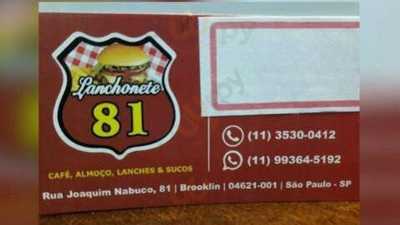 Lanchonete
81
CAFÉ, ALMOÇO, LANCHES & SUCOS
(11) 3530-0412
(11) 99364-5192
Rua Joaquim Nabuco, 81 | Brooklin | 04621-001 | São Paulo - SP